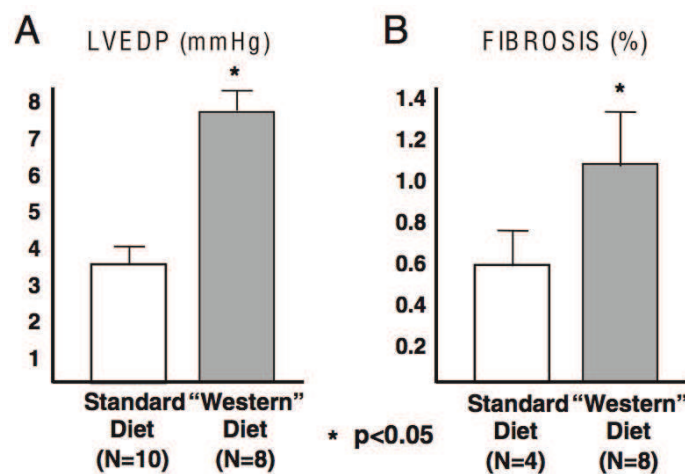 A
LVEDP (mmHg)
*
8
7
6
5
4
3
2
1
Standard "Western"
Diet Diet
(N=10) (N=8)
* p<0.05
B
FIBROSIS (%)
*
1.4
1.2
1.0
0.8
0.6
0.4
0.2
Standard "Western"
Diet Diet
(N=4) (N=8)